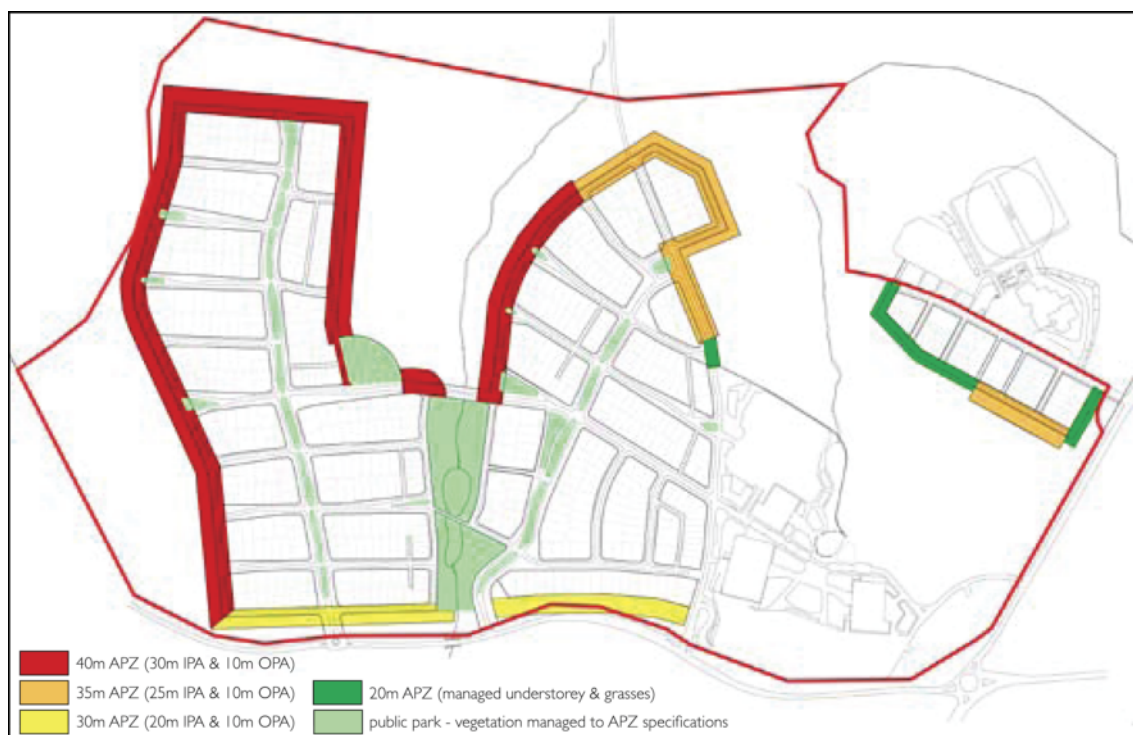 40m APZ (30m IPA & 10m OPA)
35m APZ (25m IPA & 10m OPA)
30m APZ (20m IPA & 10m OPA)
20m APZ (managed understorey & grasses)
public park - vegetation managed to APZ specifications